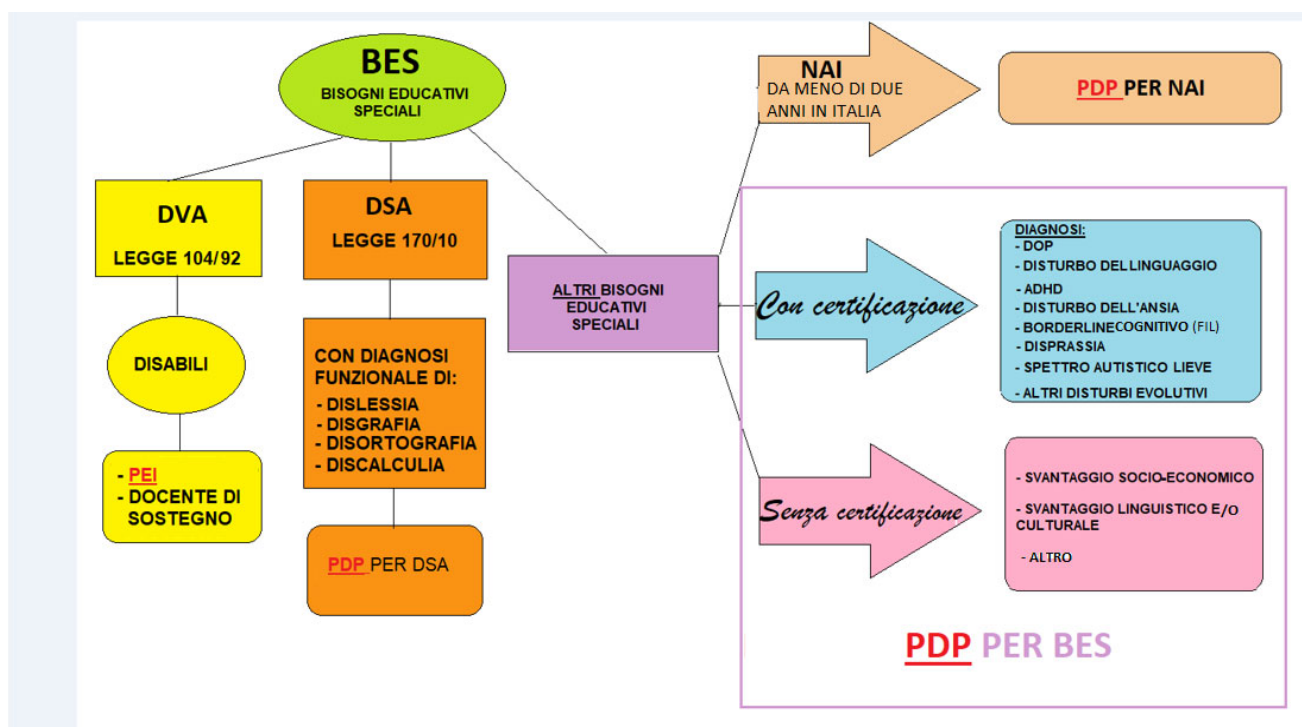 BES
BISOGNI EDUCATIVI
SPECIALI
DVA
LEGGE 104/92
DISABILI
- PEI
- DOCENTE DI
SOSTEGNO
DSA
LEGGE 170/10
CON DIAGNOSI
FUNZIONALE DI:
- DISLESSIA
- DISGRAFIA
- DISORTOGRAFIA
- DISCALCULIA
PDP PER DSA
ALTRI BISOGNI
EDUCATIVI
SPECIALI
NAI
DA MENO DI DUE
ANNI IN ITALIA
PDP PER NAI
Con certificazione
DIAGNOSI:
- DOP
- DISTURBO DEL LINGUAGGIO
- ADHD
- DISTURBO DELL'ANSIA
- BORDERLINECOGNITIVO (FIL)
- DISPRASSIA
- SPETTRO AUTISTICO LIEVE
- ALTRI DISTURBI EVOLUTIVI
Senza certificazione
- SVANTAGGIO SOCIO-ECONOMICO
- SVANTAGGIO LINGUISTICO E/O
CULTURALE
- ALTRO
PDP PER BES